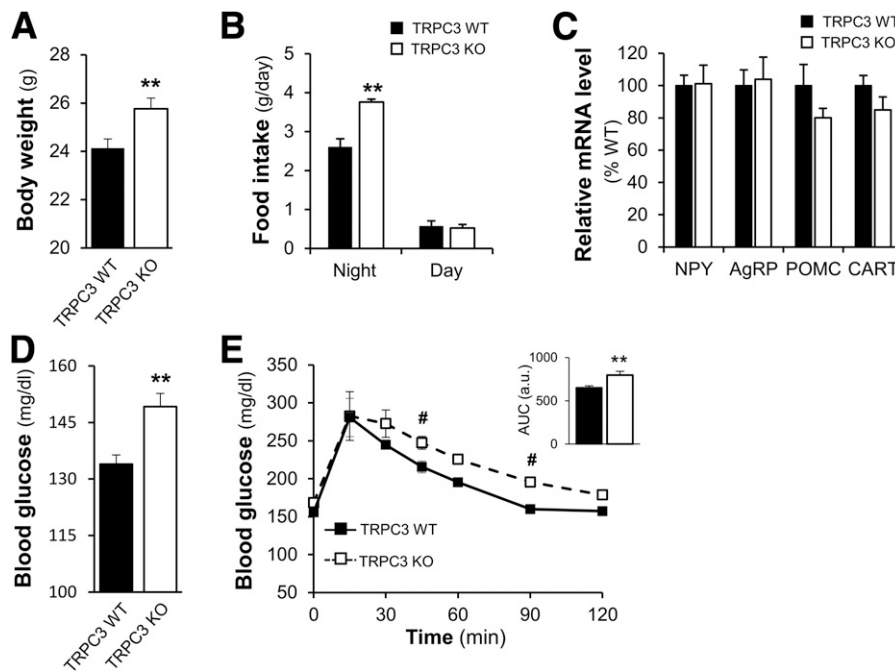 A
Body weight (g)
28
26
24
22
20
**
TRPC3 WT
TRPC3 KO
B
TRPC3 WT
TRPC3 KO
Food intake (g/day)
5
4
3
2
1
0
**
Night
Day
C
TRPC3 WT
TRPC3 KO
Relative mRNA level
(% WT)
120
100
80
60
40
20
0
NPY
AgRP
POMC
CART
D
Blood glucose (mg/dl)
160
145
130
115
100
**
TRPC3 WT
TRPC3 KO
E
Blood glucose (mg/dl)
350
300
250
200
150
100
50
#
#
TRPC3 WT
TRPC3 KO
0
30
60
90
120
Time (min)
AUC (a.u.)
1000
500
0
**